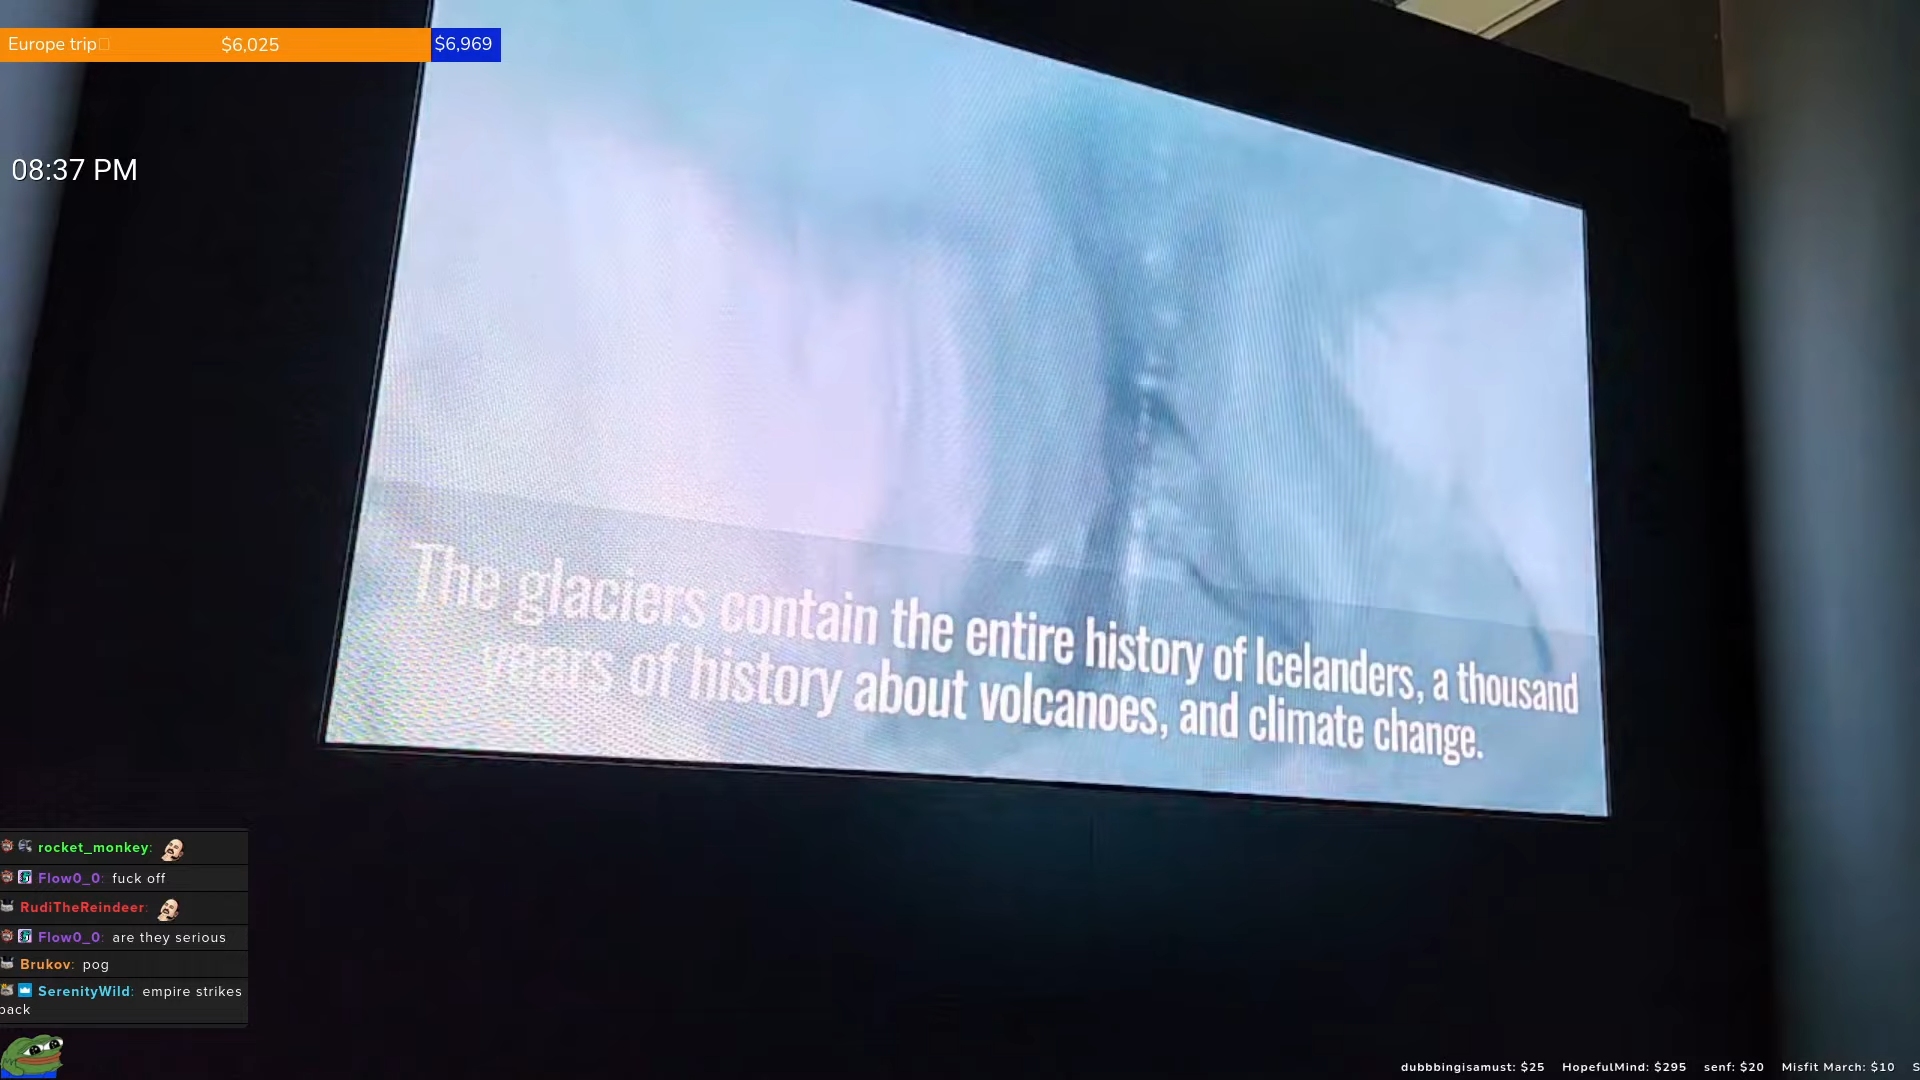 Europe trip
$6,025
$6,969
08:37 PM
The glaciers contain the entire history of Icelanders, a thousand
years of history about volcanoes, and climate change.
rocket_monkey:
Flow0_0: fuck off
RudiTheReindeer:
Flow0_0: are they serious
Brukov: pog
SerenityWild: empire strikes
back
dubbbingisamust: $25 HopefulMind: $295 senf: $20 Misfit March: $10 S